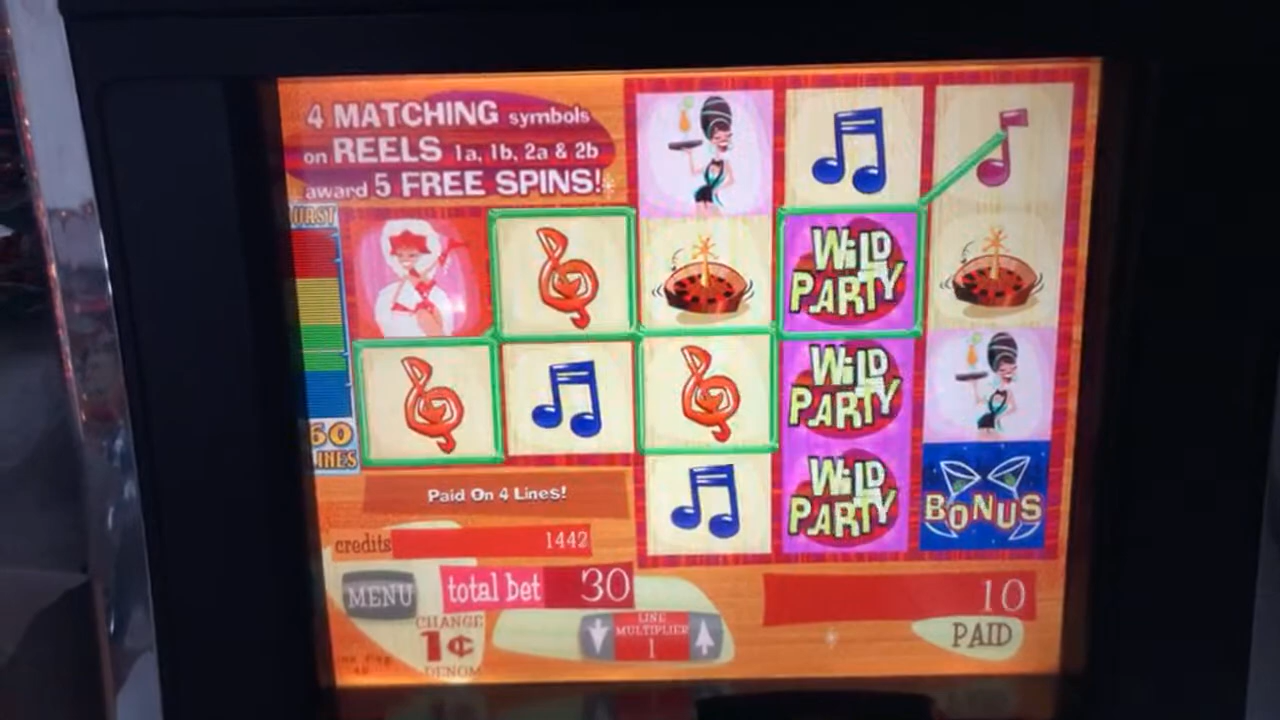 4 MATCHING symbols
on REELS 1a, 1b, 2a & 2b
award 5 FREE SPINS!
WILD
PARTY
WILD
PARTY
WILD
PARTY
BONUS
60
LINES
Paid On 4 Lines!
credits 1442
MENU
total bet 30
10
PAID
LINE
MULTIPLIER
1
CHANGE
1¢
DENOM